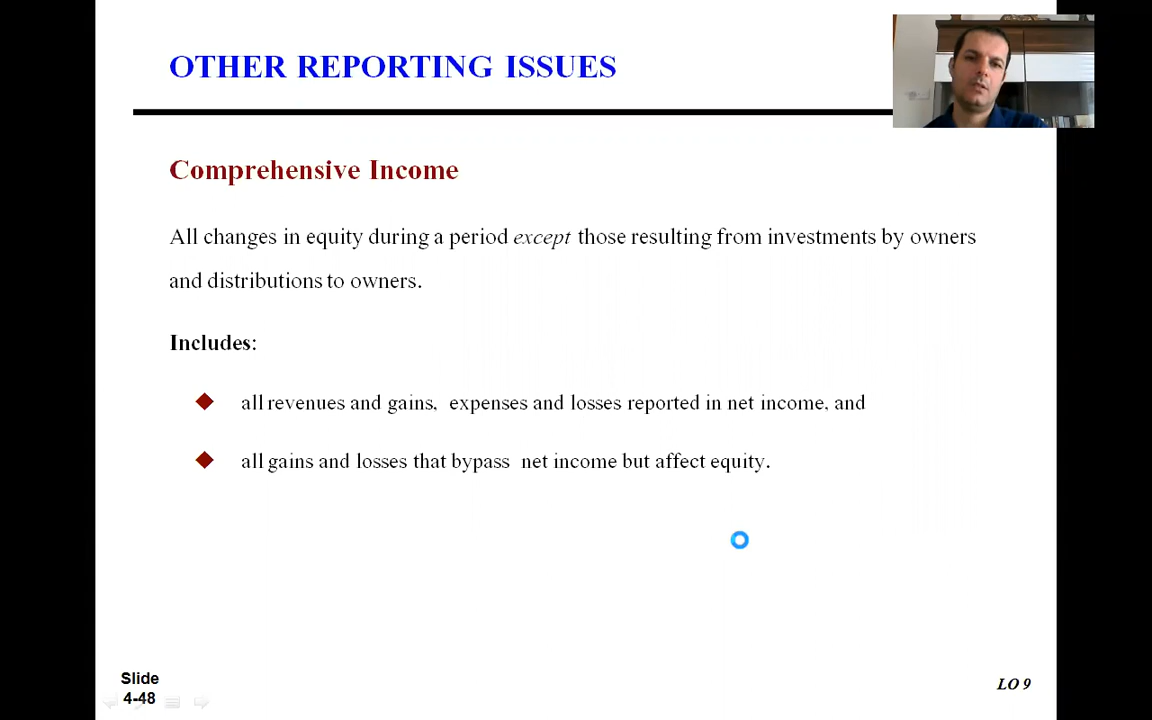 OTHER REPORTING ISSUES
Comprehensive Income
All changes in equity during a period except those resulting from investments by owners
and distributions to owners.
Includes:
all revenues and gains, expenses and losses reported in net income, and
all gains and losses that bypass net income but affect equity.
Slide
4-48
LO 9